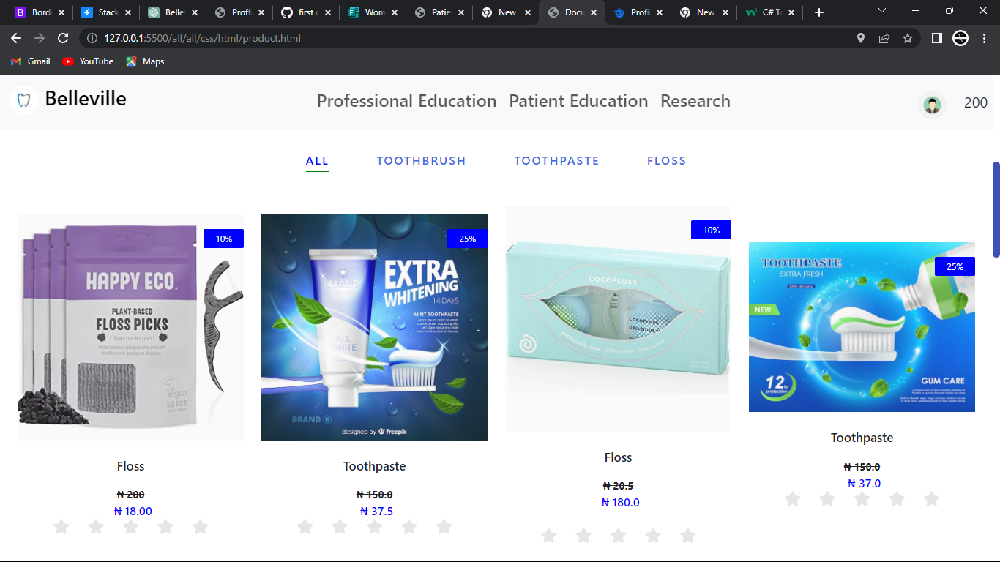 Bord
Stack
Belle
Proff
first c
Wom
Patie
New
Docu
Profil
New
C# Tu
127.0.0.1:5500/all/all/css/html/product.html
Gmail YouTube Maps
Belleville
Professional Education Patient Education Research
200
ALL TOOTHBRUSH TOOTHPASTE FLOSS
10%
HAPPY ECO.
PLANT-BASED
FLOSS PICKS
Charcoal Infused
Help remove plaque and prevent
bad breath and gum disease.
Vegan
50 PCS
Floss
₦ 200
₦ 18.00
25%
BRAND
EXTRA
WHITENING
14 DAYS
MINT TOOTHPASTE
ALL
WHITE
BRAND
designed by freepik
Toothpaste
₦ 150.0
₦ 37.5
10%
COCOFLOSS
COCOFLOSS
DELICIOUS
Floss
₦ 20.5
₦ 180.0
25%
TOOTHPASTE
EXTRA FRESH
100% NATURAL
NEW
12 hr
protection
GUM CARE
Toothpaste
₦ 150.0
₦ 37.0